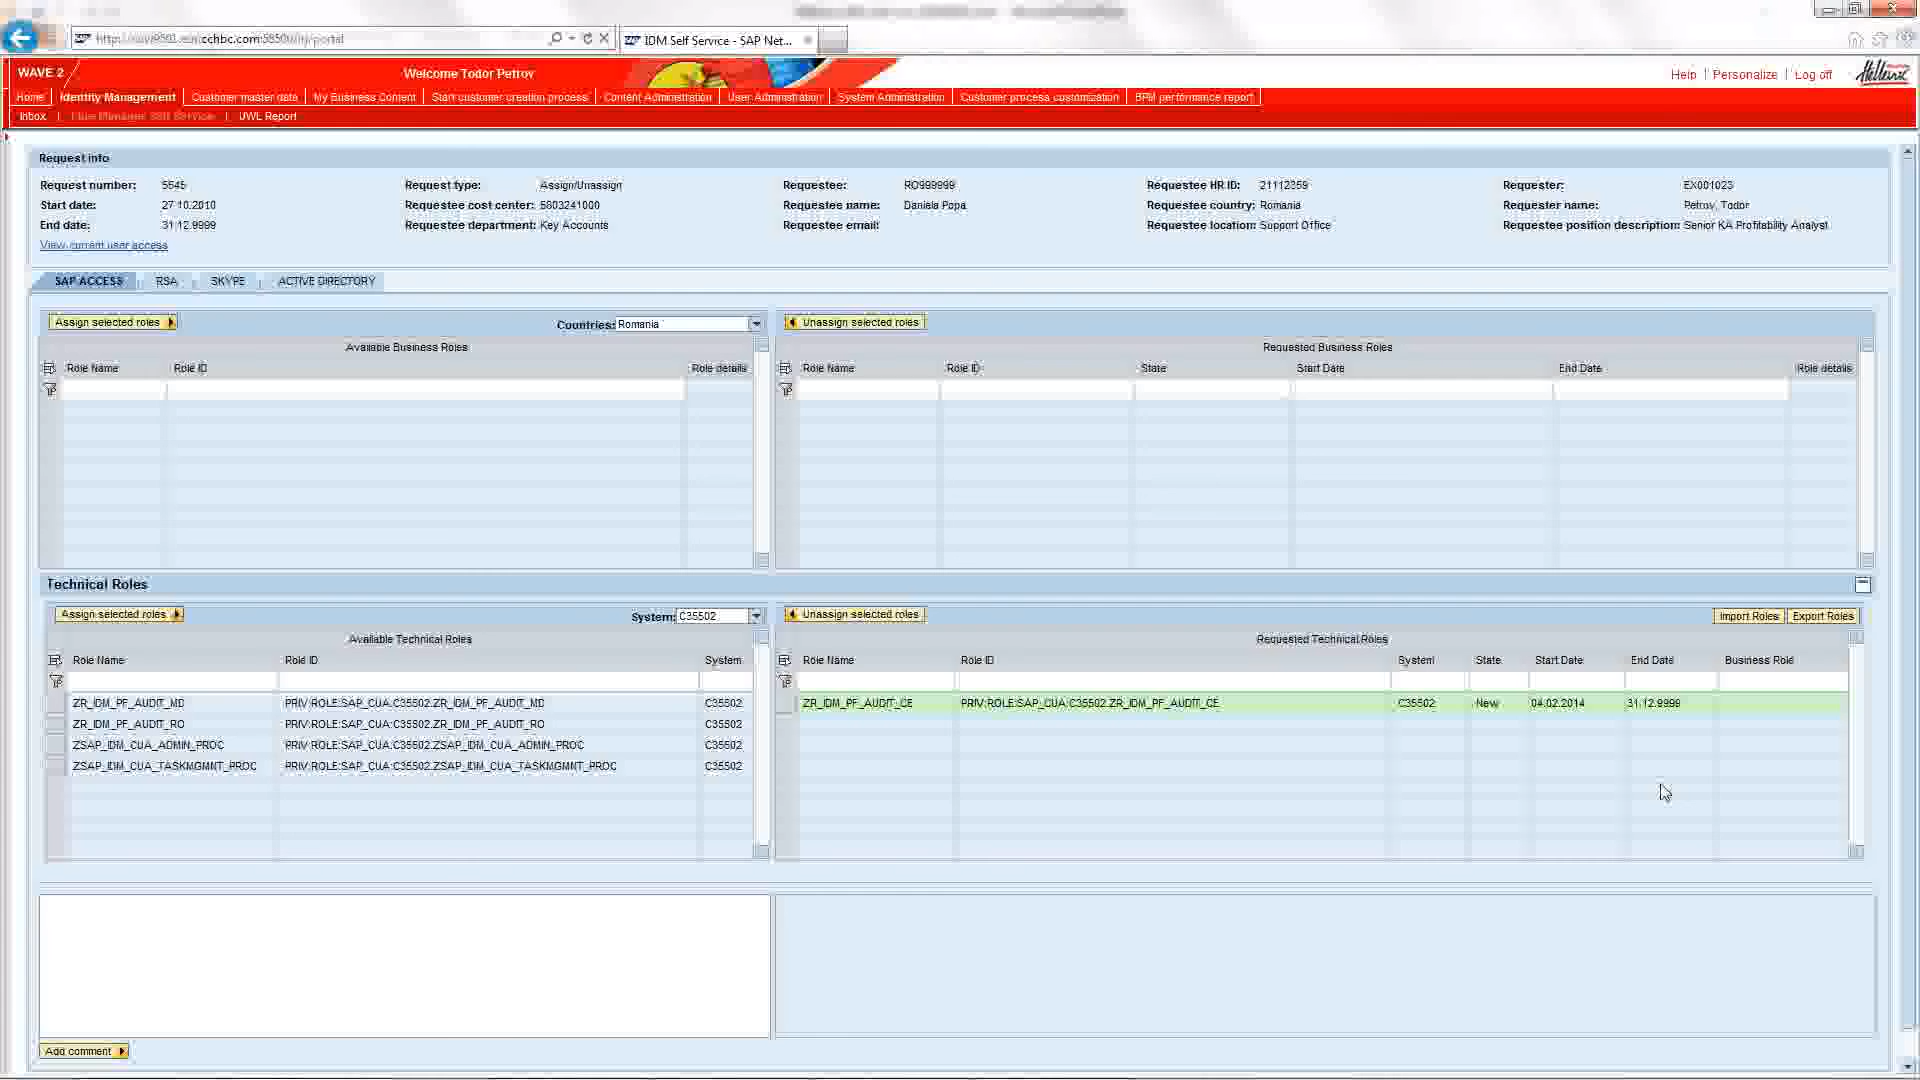 IDM Self Service - SAP Net...
WAVE 2
Welcome Todor Petrov
Help | Personalize | Log off
Home
Identity Management
Customer master data
My Business Content
Start customer creation process
Content Administration
User Administration
System Administration
Customer process customization
BPM performance report
Inbox
UWL Report
Request info
Request number: 5545 Request type: Assign/Unassign Requestee: RO999999 Requestee HR ID: 21112359 Requester: EX001023
Start date: 27.10.2010 Requestee cost center: 5803241000 Requestee name: Daniela Popa Requestee country: Romania Requester name: Petrov, Todor
End date: 31.12.9999 Requestee department: Key Accounts Requestee email: Requestee location: Support Office Requestee position description: Senior KA Profitability Analyst
View current user access
SAP ACCESS RSA SKYPE ACTIVE DIRECTORY
Assign selected roles Countries: Romania Unassign selected roles
Available Business Roles Requested Business Roles
Role Name Role ID Role details Role Name Role ID State Start Date End Date Role details
Technical Roles
Assign selected roles System: C35502 Unassign selected roles Import Roles Export Roles
Available Technical Roles Requested Technical Roles
Role Name Role ID System Role Name Role ID System State Start Date End Date Business Role
ZR_IDM_PF_AUDIT_MD PRIV:ROLE:SAP_CUA:C35502:ZR_IDM_PF_AUDIT_MD C35502 ZR_IDM_PF_AUDIT_CE PRIV:ROLE:SAP_CUA:C35502:ZR_IDM_PF_AUDIT_CE C35502 New 04.02.2014 31.12.9999
ZR_IDM_PF_AUDIT_RO PRIV:ROLE:SAP_CUA:C35502:ZR_IDM_PF_AUDIT_RO C35502
ZSAP_IDM_CUA_ADMIN_PROC PRIV:ROLE:SAP_CUA:C35502:ZSAP_IDM_CUA_ADMIN_PROC C35502
ZSAP_IDM_CUA_TASKMGMNT_PROC PRIV:ROLE:SAP_CUA:C35502:ZSAP_IDM_CUA_TASKMGMNT_PROC C35502
Add comment